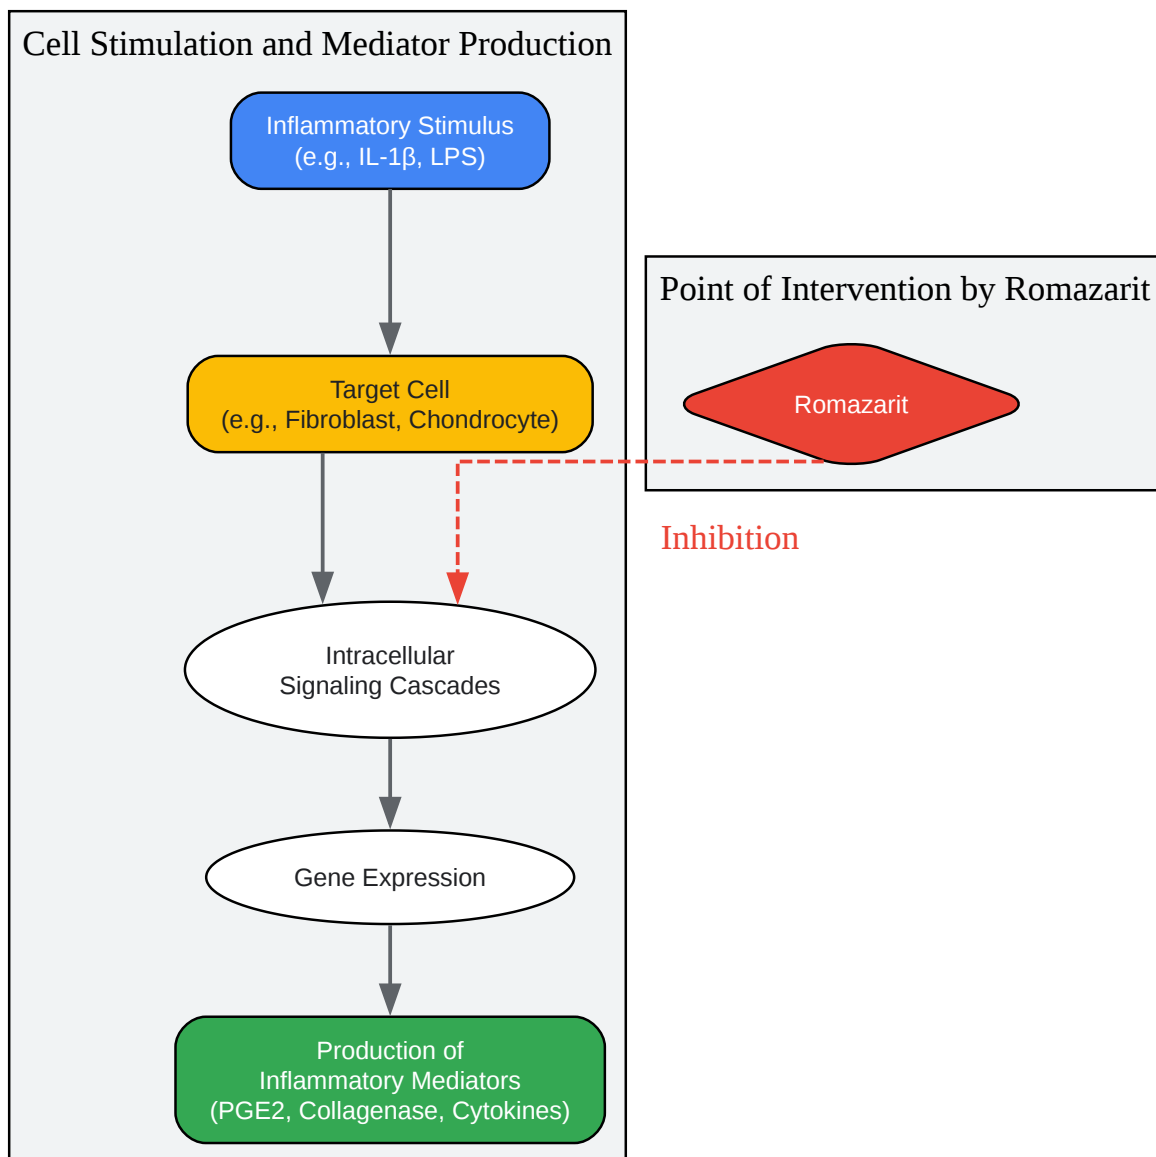 Cell Stimulation and Mediator Production
Inflammatory Stimulus
(e.g., IL-1β, LPS)
Point of Intervention by Romazarit
Target Cell
(e.g., Fibroblast, Chondrocyte)
Romazarit
Inhibition
Intracellular
Signaling Cascades
Gene Expression
Production of
Inflammatory Mediators
(PGE2, Collagenase, Cytokines)